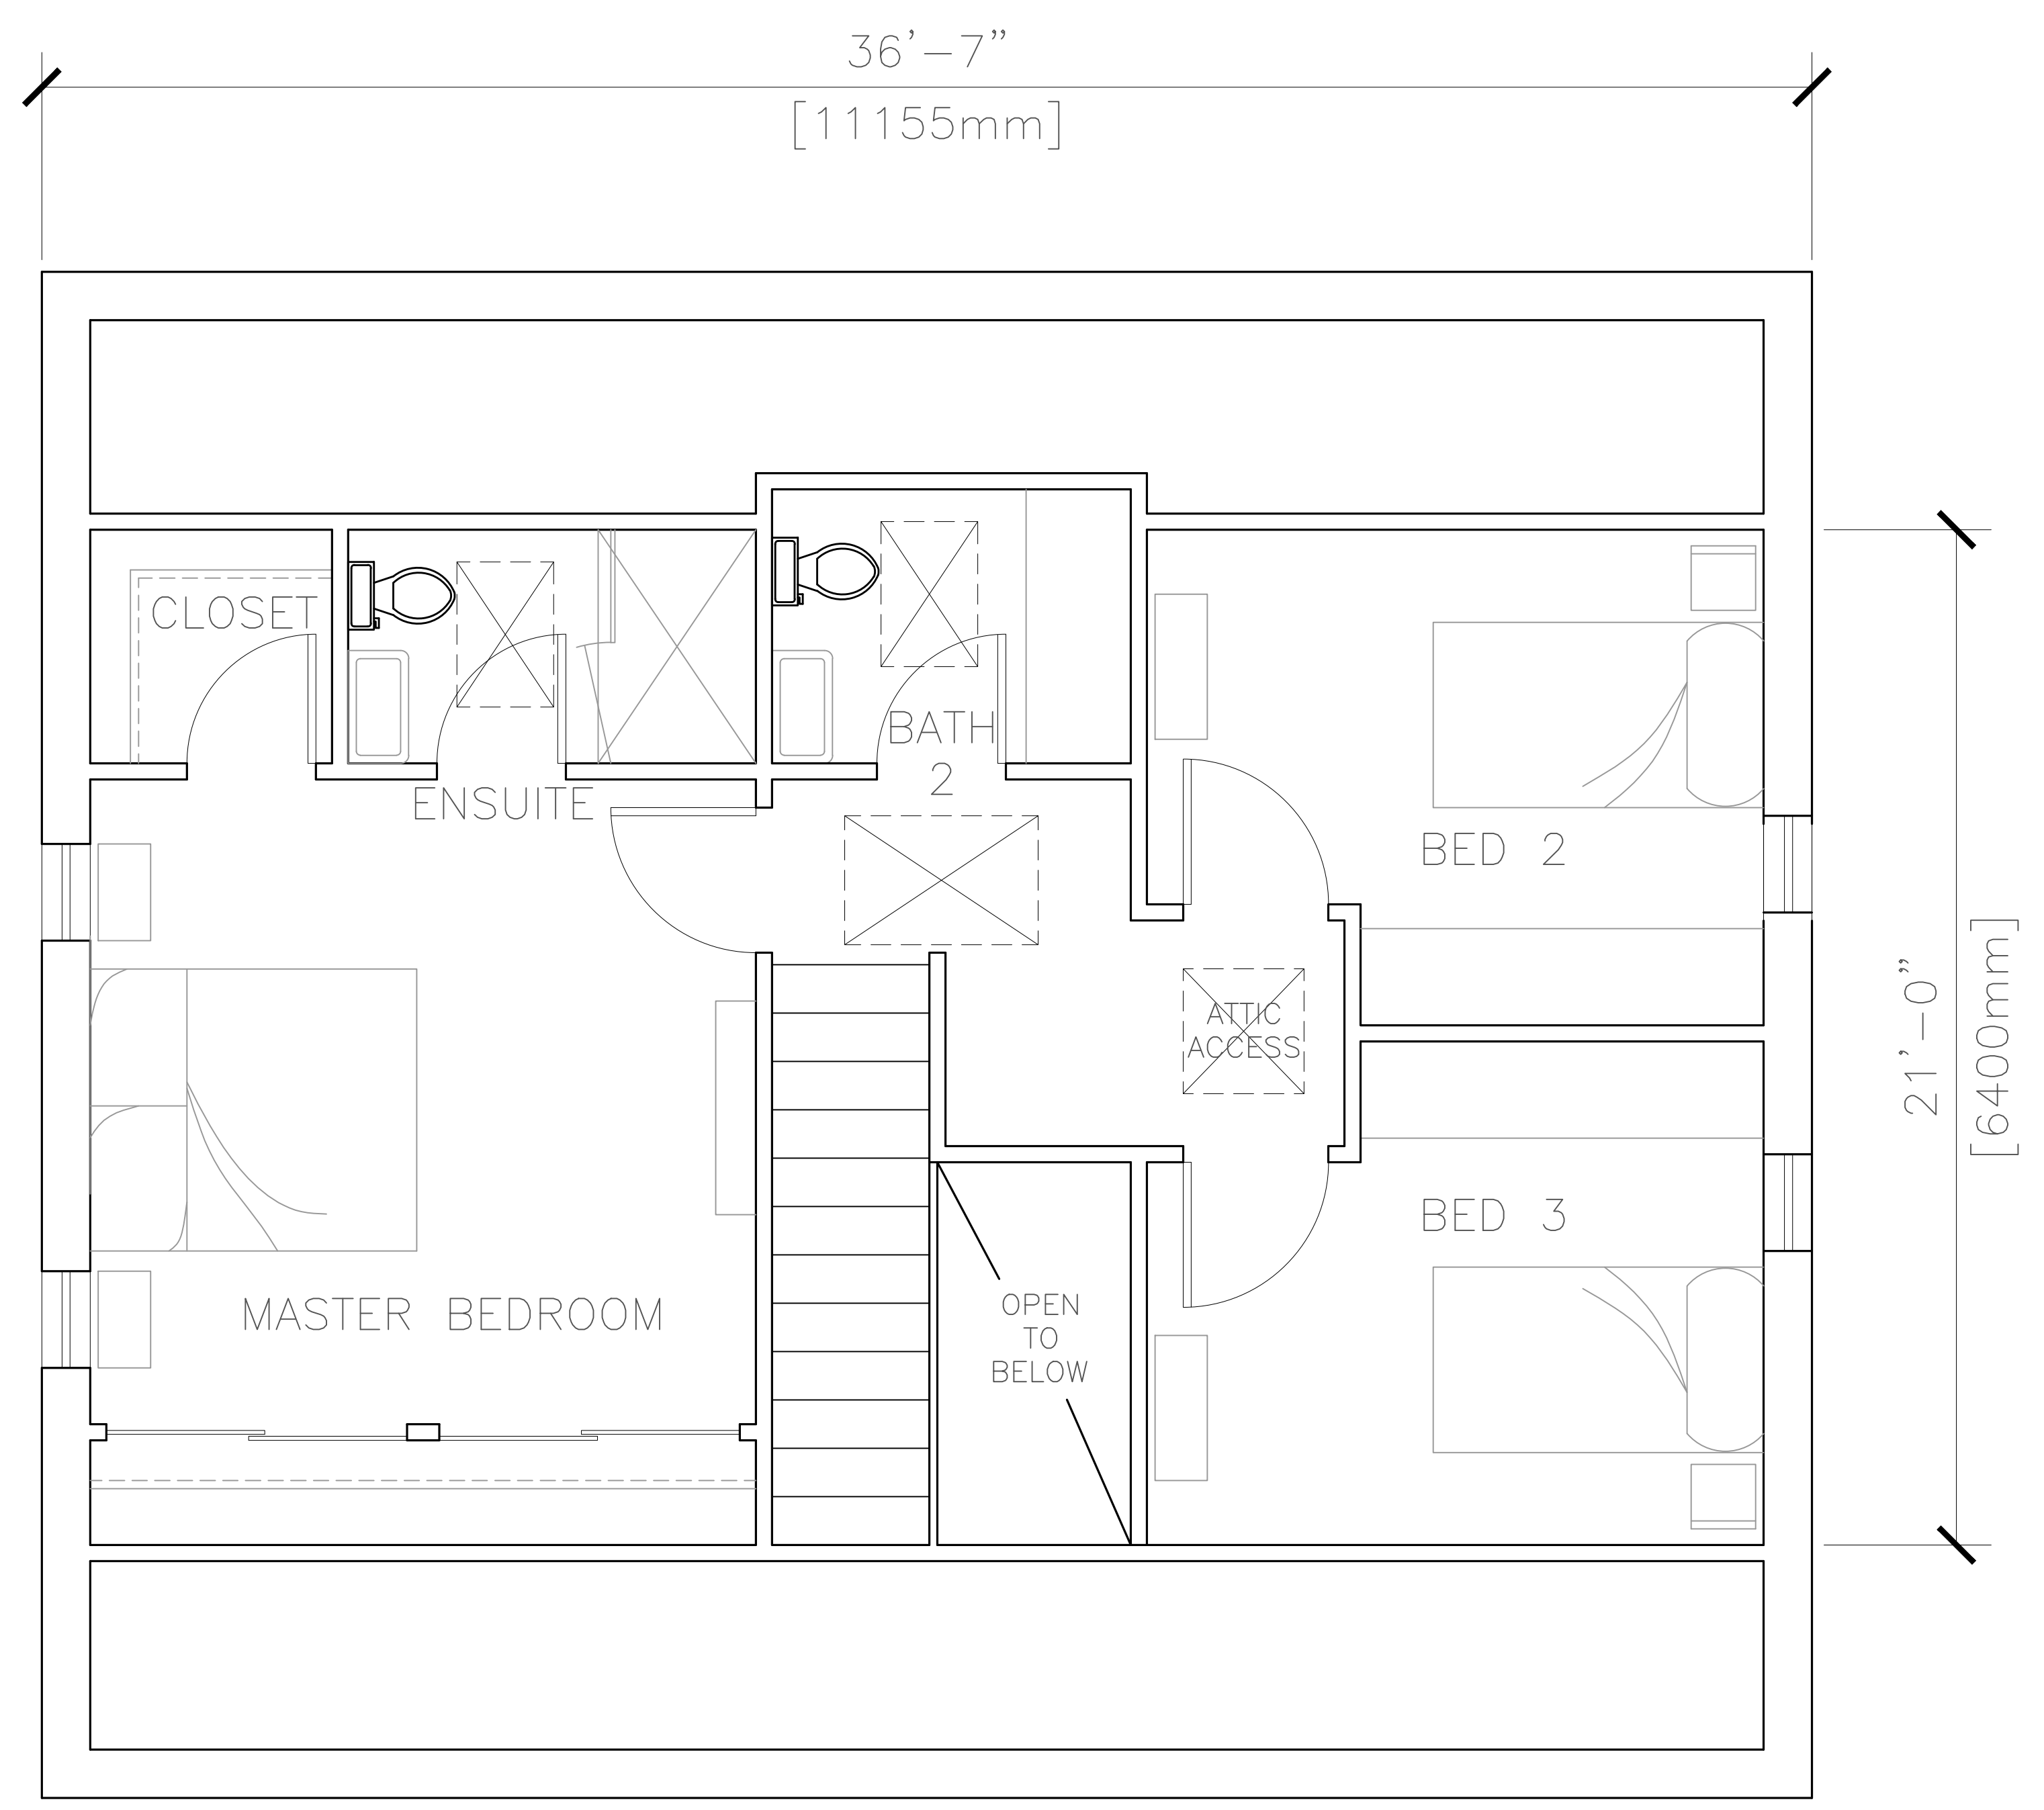 36'-7"
[11155mm]
CLOSET
BATH
2
ENSUITE
BED 2
21'-0"
[6400mm]
ATTIC
ACCESS
BED 3
MASTER BEDROOM
OPEN
TO
BELOW